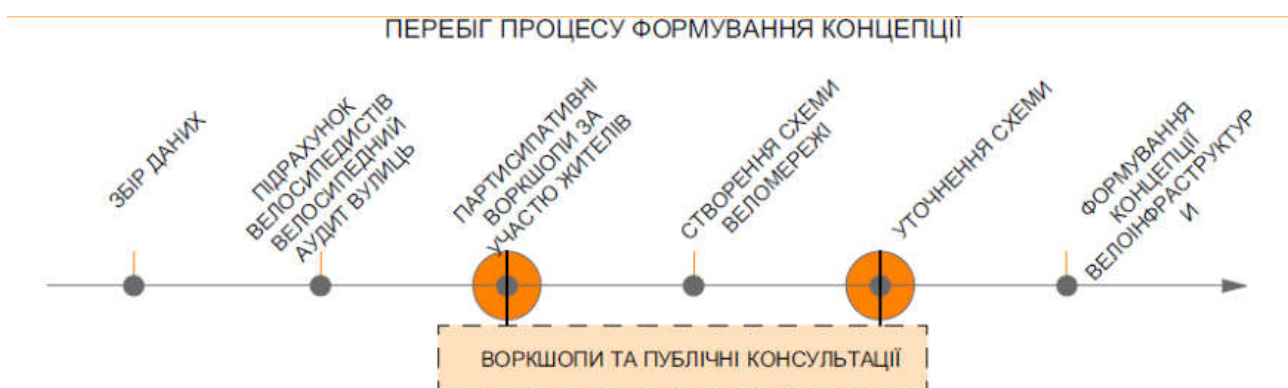 ПЕРЕБІГ ПРОЦЕСУ ФОРМУВАННЯ КОНЦЕПЦІЇ
ЗБІР ДАНИХ
ПІДРАХУНОК
ВЕЛОСИПЕДИСТІВ
ВЕЛОСИПЕДНИЙ
АУДИТ ВУЛИЦЬ
ПАРТИСИПАТИВНІ
ВОРКШОПИ ЗА
УЧАСТЮ ЖИТЕЛІВ
СТВОРЕННЯ СХЕМИ
ВЕЛОМЕРЕЖІ
УТОЧНЕННЯ СХЕМИ
ФОРМУВАННЯ
КОНЦЕПЦІЇ
ВЕЛОІНФРАСТРУКТУР
И
ВОРКШОПИ ТА ПУБЛІЧНІ КОНСУЛЬТАЦІЇ